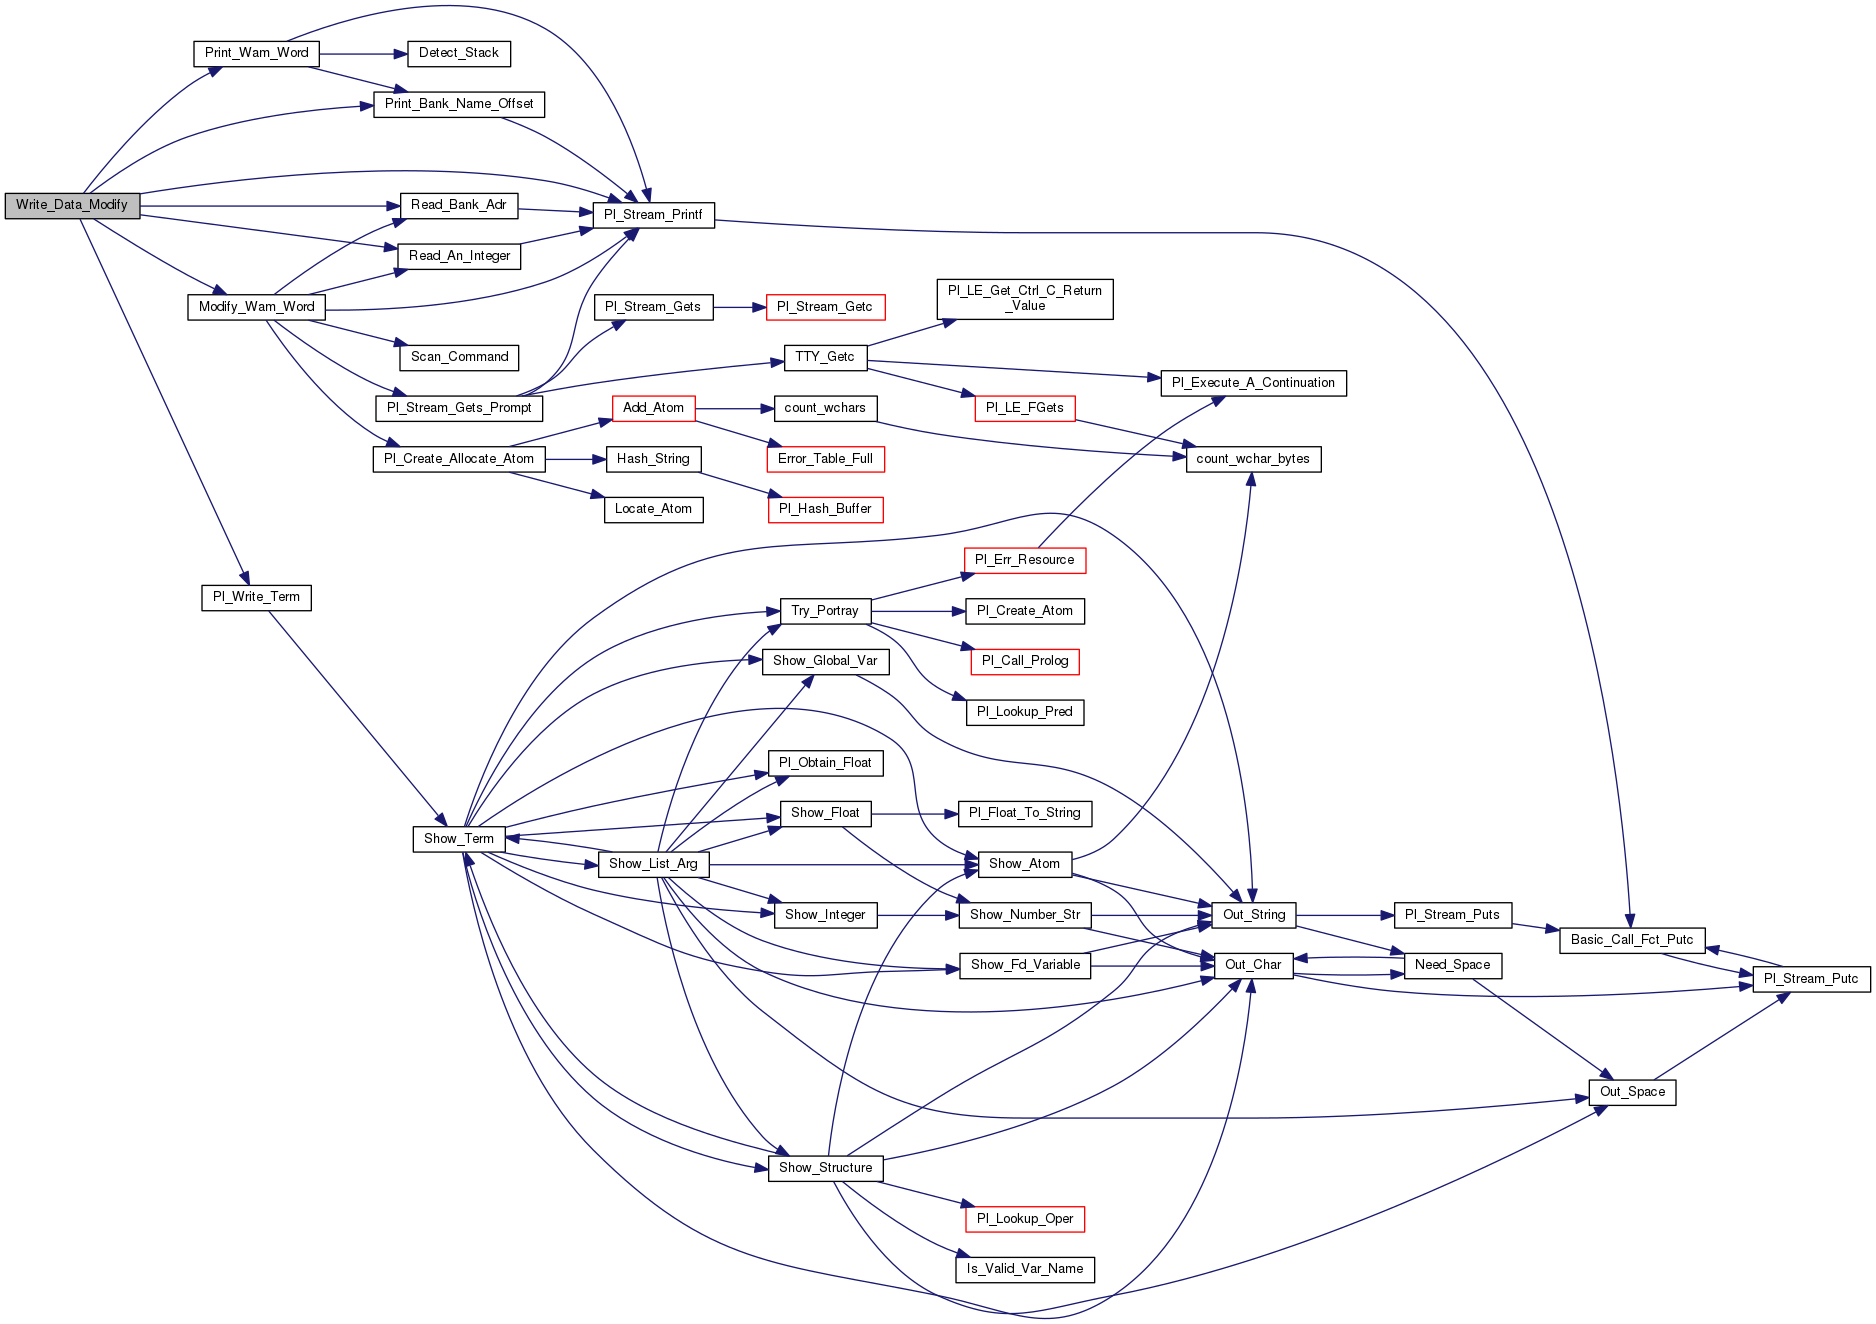 Print_Wam_Word
Detect_Stack
Print_Bank_Name_Offset
Write_Data_Modify
Read_Bank_Adr
Pl_Stream_Printf
Read_An_Integer
Modify_Wam_Word
Pl_Stream_Gets
Pl_Stream_Getc
Pl_LE_Get_Ctrl_C_Return
_Value
Scan_Command
TTY_Getc
Pl_Execute_A_Continuation
Pl_Stream_Gets_Prompt
Add_Atom
count_wchars
Pl_LE_FGets
Pl_Create_Allocate_Atom
Hash_String
Error_Table_Full
count_wchar_bytes
Locate_Atom
Pl_Hash_Buffer
Pl_Err_Resource
Pl_Write_Term
Try_Portray
Pl_Create_Atom
Show_Global_Var
Pl_Call_Prolog
Pl_Lookup_Pred
Pl_Obtain_Float
Show_Float
Pl_Float_To_String
Show_Term
Show_List_Arg
Show_Atom
Show_Integer
Show_Number_Str
Out_String
Pl_Stream_Puts
Basic_Call_Fct_Putc
Show_Fd_Variable
Out_Char
Need_Space
Pl_Stream_Putc
Out_Space
Show_Structure
Pl_Lookup_Oper
Is_Valid_Var_Name